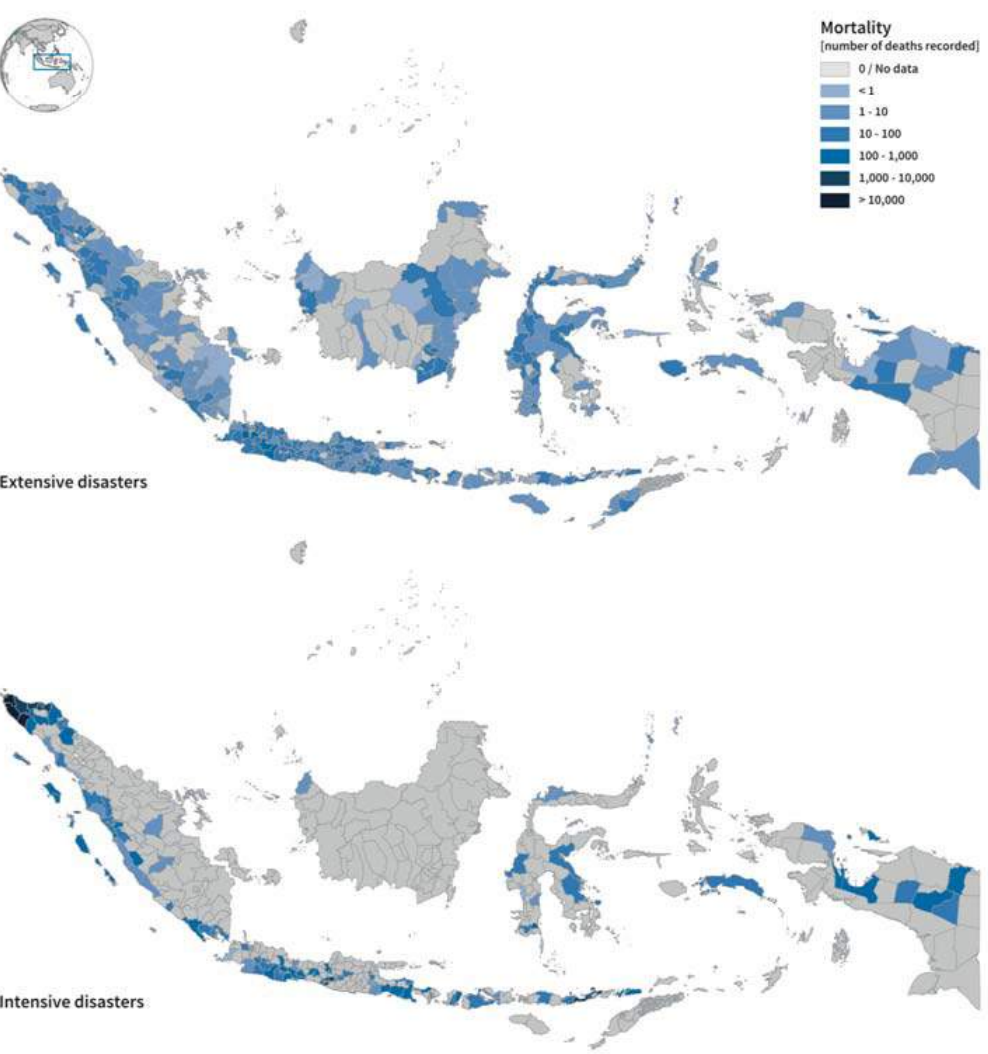 Mortality
[number of deaths recorded]
0 / No data
< 1
1 - 10
10 - 100
100 - 1,000
1,000 - 10,000
> 10,000
Extensive disasters
Intensive disasters